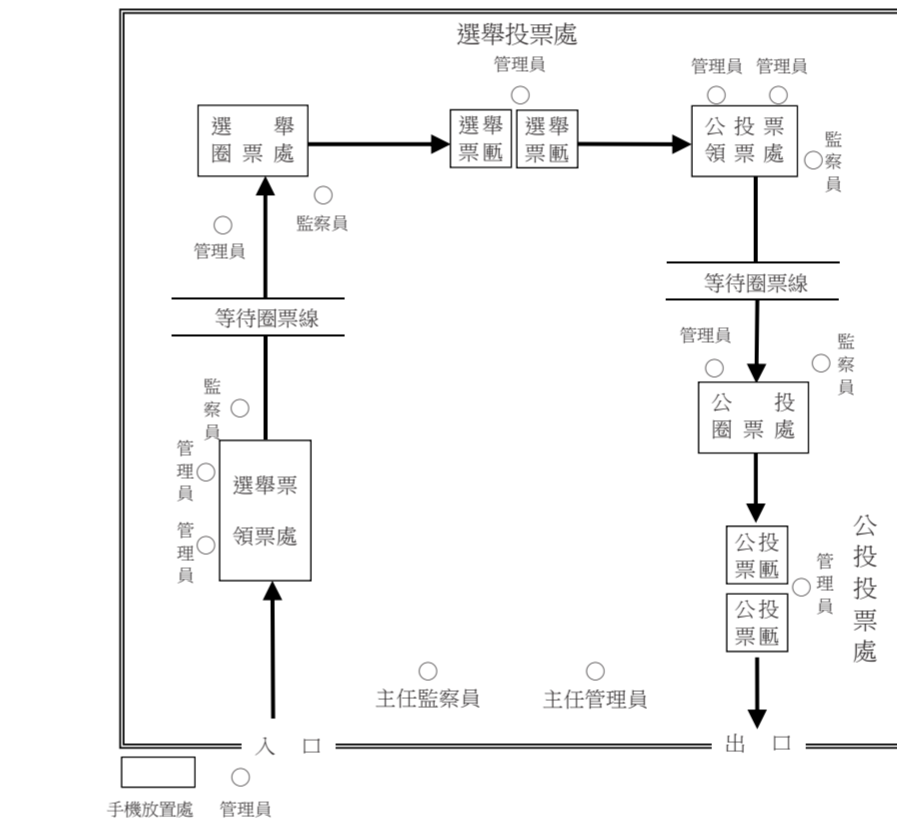 選舉投票處
管理員
選舉
票匭
選舉
票匭
選舉
圈票處
監察員
管理員
等待圈票線
監察員
管理員
管理員
選舉票
領票處
管理員
管理員
公投票
領票處
監察員
等待圈票線
管理員
監察員
公投
圈票處
公投
票匭
公投
票匭
管理員
公投投票處
主任監察員
主任管理員
入口
出口
手機放置處
管理員